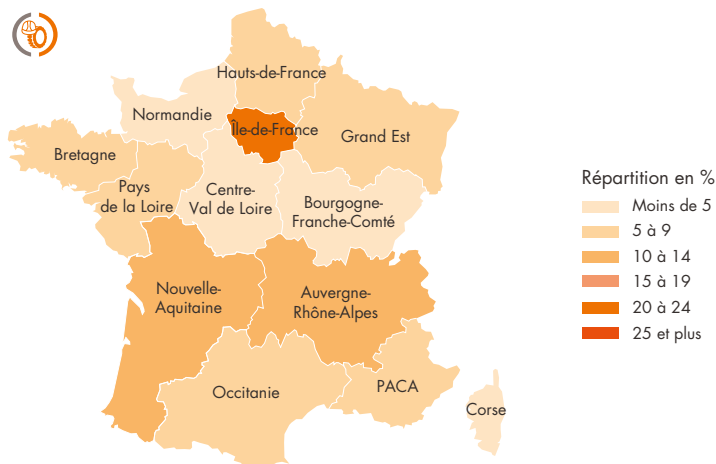 Hauts-de-France
Normandie
Île-de-France
Grand Est
Bretagne
Pays
de la Loire
Centre-
Val de Loire
Bourgogne-
Franche-Comté
Nouvelle-
Aquitaine
Auvergne-
Rhône-Alpes
Occitanie
PACA
Corse
Répartition en %
Moins de 5
5 à 9
10 à 14
15 à 19
20 à 24
25 et plus